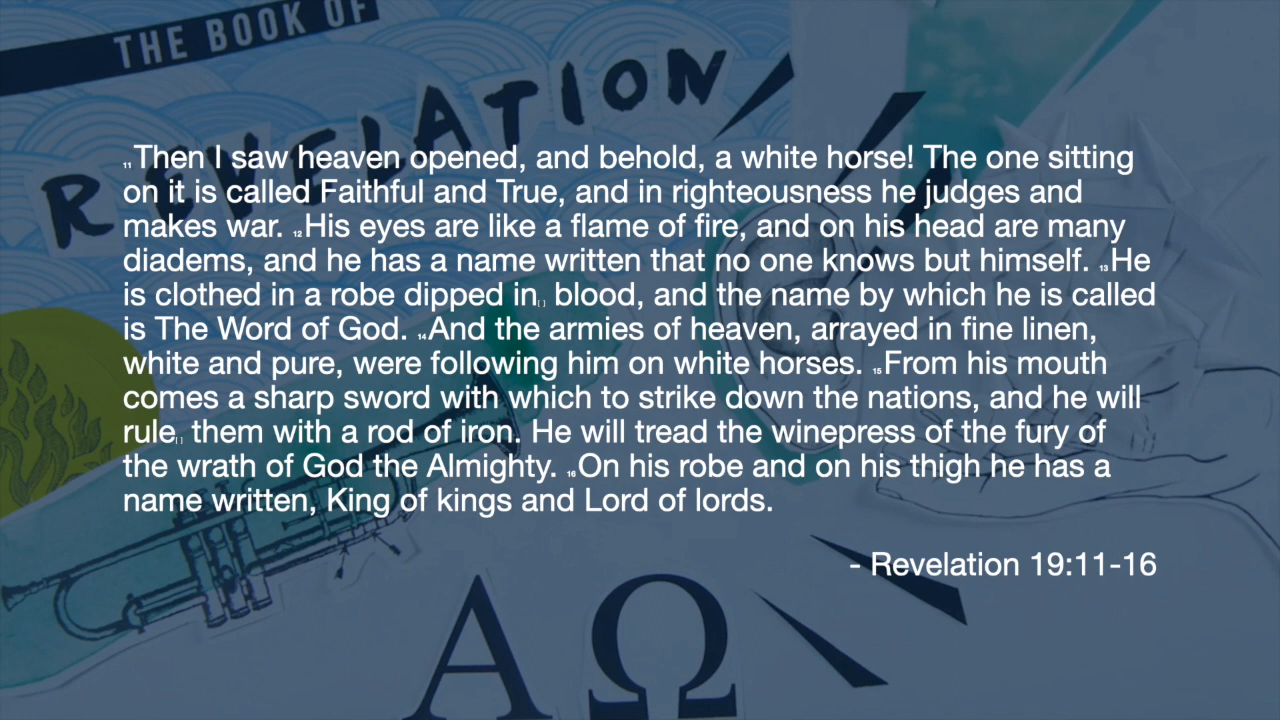 THE BOOK OF
REVELATION
11Then I saw heaven opened, and behold, a white horse! The one sitting
on it is called Faithful and True, and in righteousness he judges and
makes war. 12His eyes are like a flame of fire, and on his head are many
diadems, and he has a name written that no one knows but himself. 13He
is clothed in a robe dipped in[ ] blood, and the name by which he is called
is The Word of God. 14And the armies of heaven, arrayed in fine linen,
white and pure, were following him on white horses. 15From his mouth
comes a sharp sword with which to strike down the nations, and he will
rule[ ] them with a rod of iron. He will tread the winepress of the fury of
the wrath of God the Almighty. 16On his robe and on his thigh he has a
name written, King of kings and Lord of lords.
- Revelation 19:11-16
ΑΩ